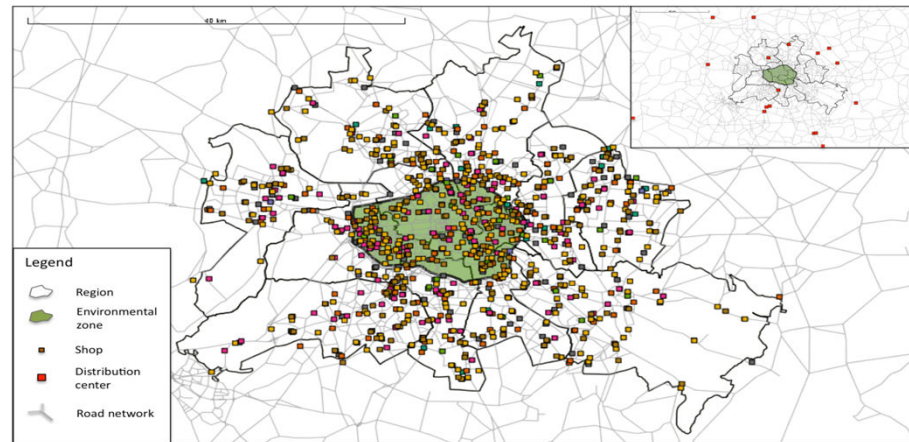 40 km
Legend
Region
Environmental
zone
Shop
Distribution
center
Road network